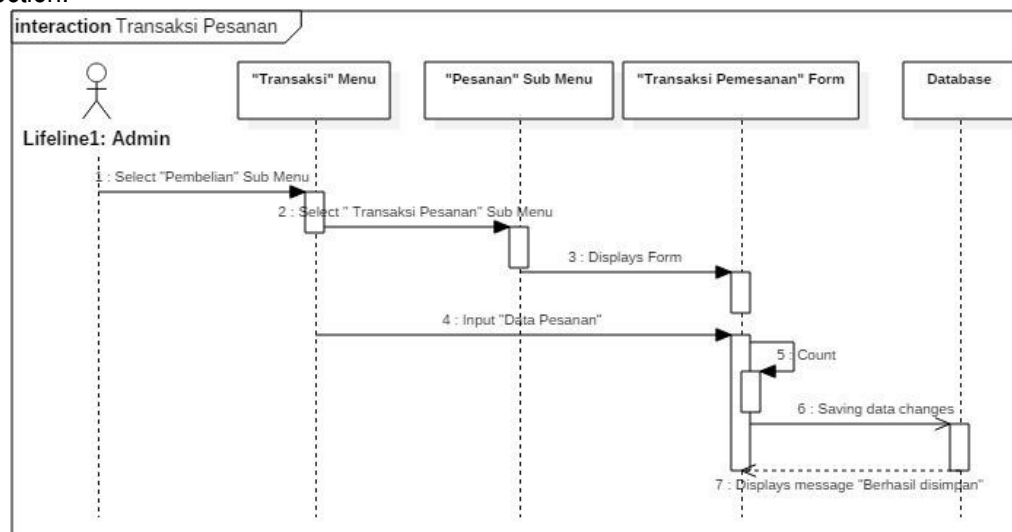 interaction Transaksi Pesanan
"Transaksi" Menu
"Pesanan" Sub Menu
"Transaksi Pemesanan" Form
Database
Lifeline1: Admin
1 : Select "Pembelian" Sub Menu
2 : Select " Transaksi Pesanan" Sub Menu
3 : Displays Form
4 : Input "Data Pesanan"
5 : Count
6 : Saving data changes
7 : Displays message "Berhasil disimpan"